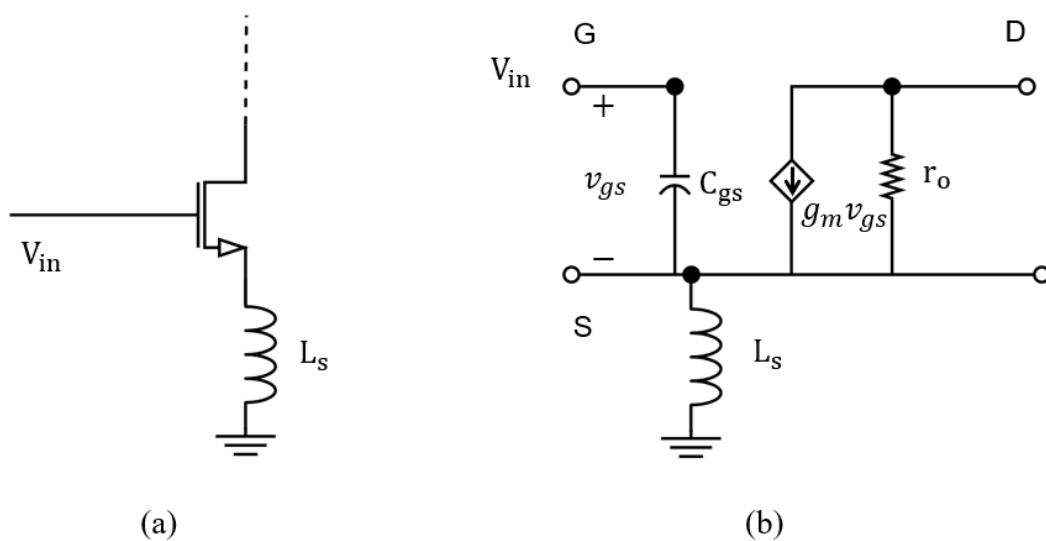 V_in
L_s
(a)
G
D
V_in
+
v_gs
C_gs
g_m v_gs
r_o
−
S
L_s
(b)